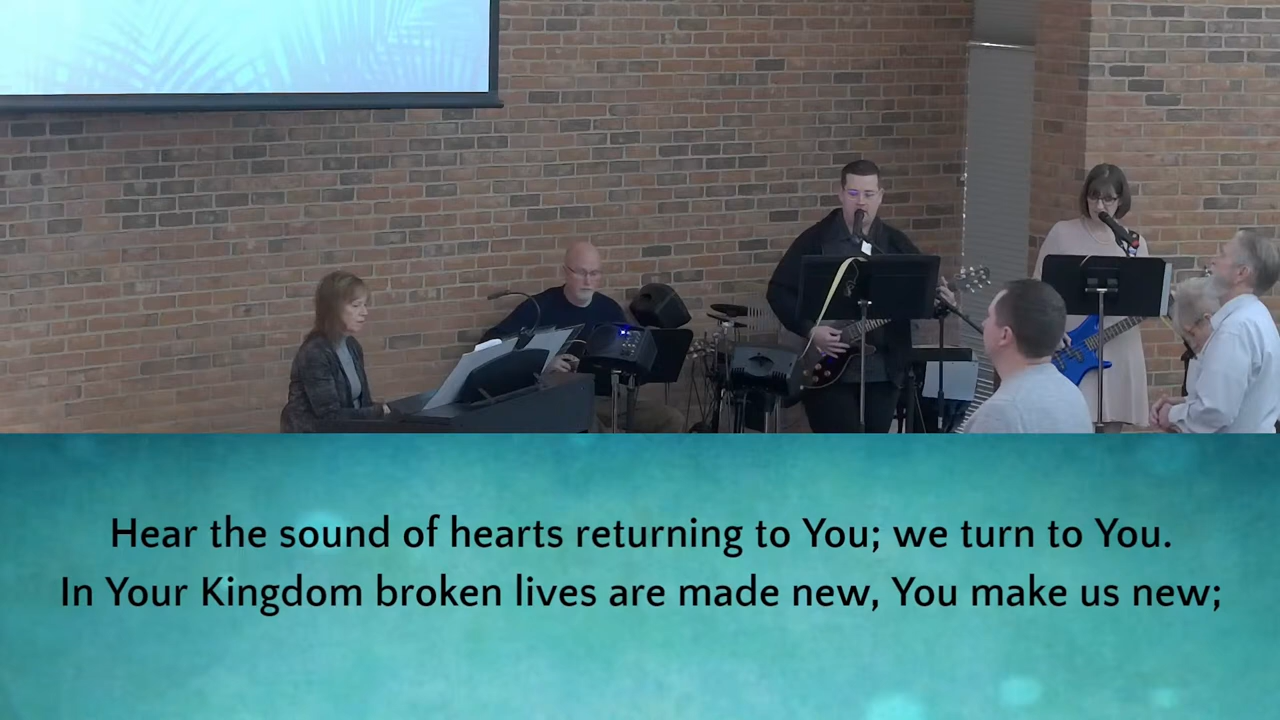 Hear the sound of hearts returning to You; we turn to You.
In Your Kingdom broken lives are made new, You make us new;